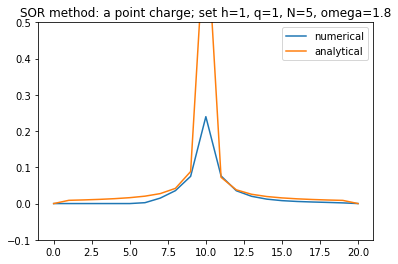 SOR method: a point charge; set h=1, q=1, N=5, omega=1.8
numerical
analytical
0.5
0.4
0.3
0.2
0.1
0.0
−0.1
0.0 2.5 5.0 7.5 10.0 12.5 15.0 17.5 20.0